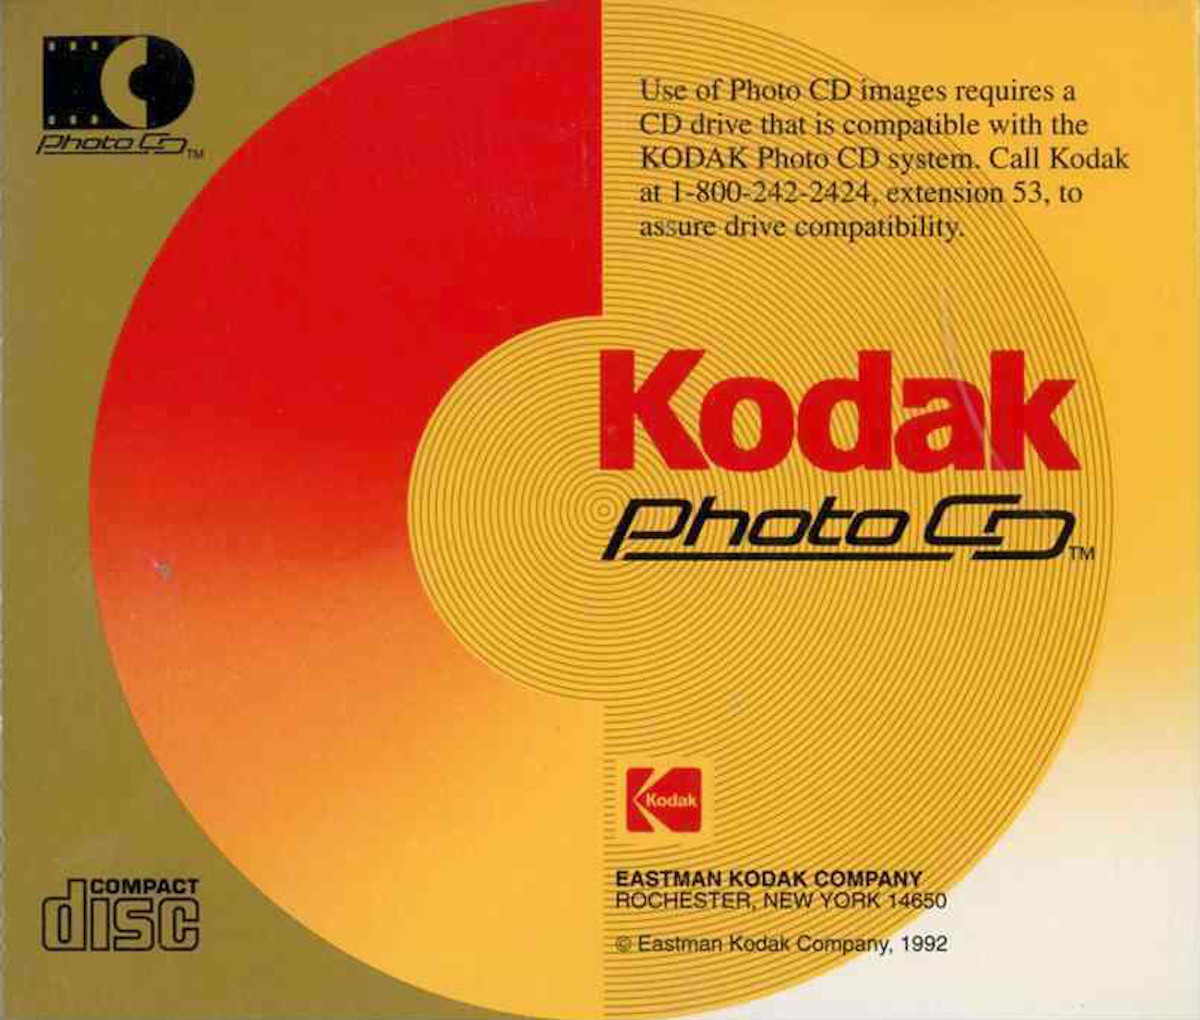 Photo CD™
Use of Photo CD images requires a
CD drive that is compatible with the
KODAK Photo CD system. Call Kodak
at 1-800-242-2424, extension 53, to
assure drive compatibility.
Kodak
Photo CD™
Kodak
EASTMAN KODAK COMPANY
ROCHESTER, NEW YORK 14650
© Eastman Kodak Company, 1992
COMPACT
disc